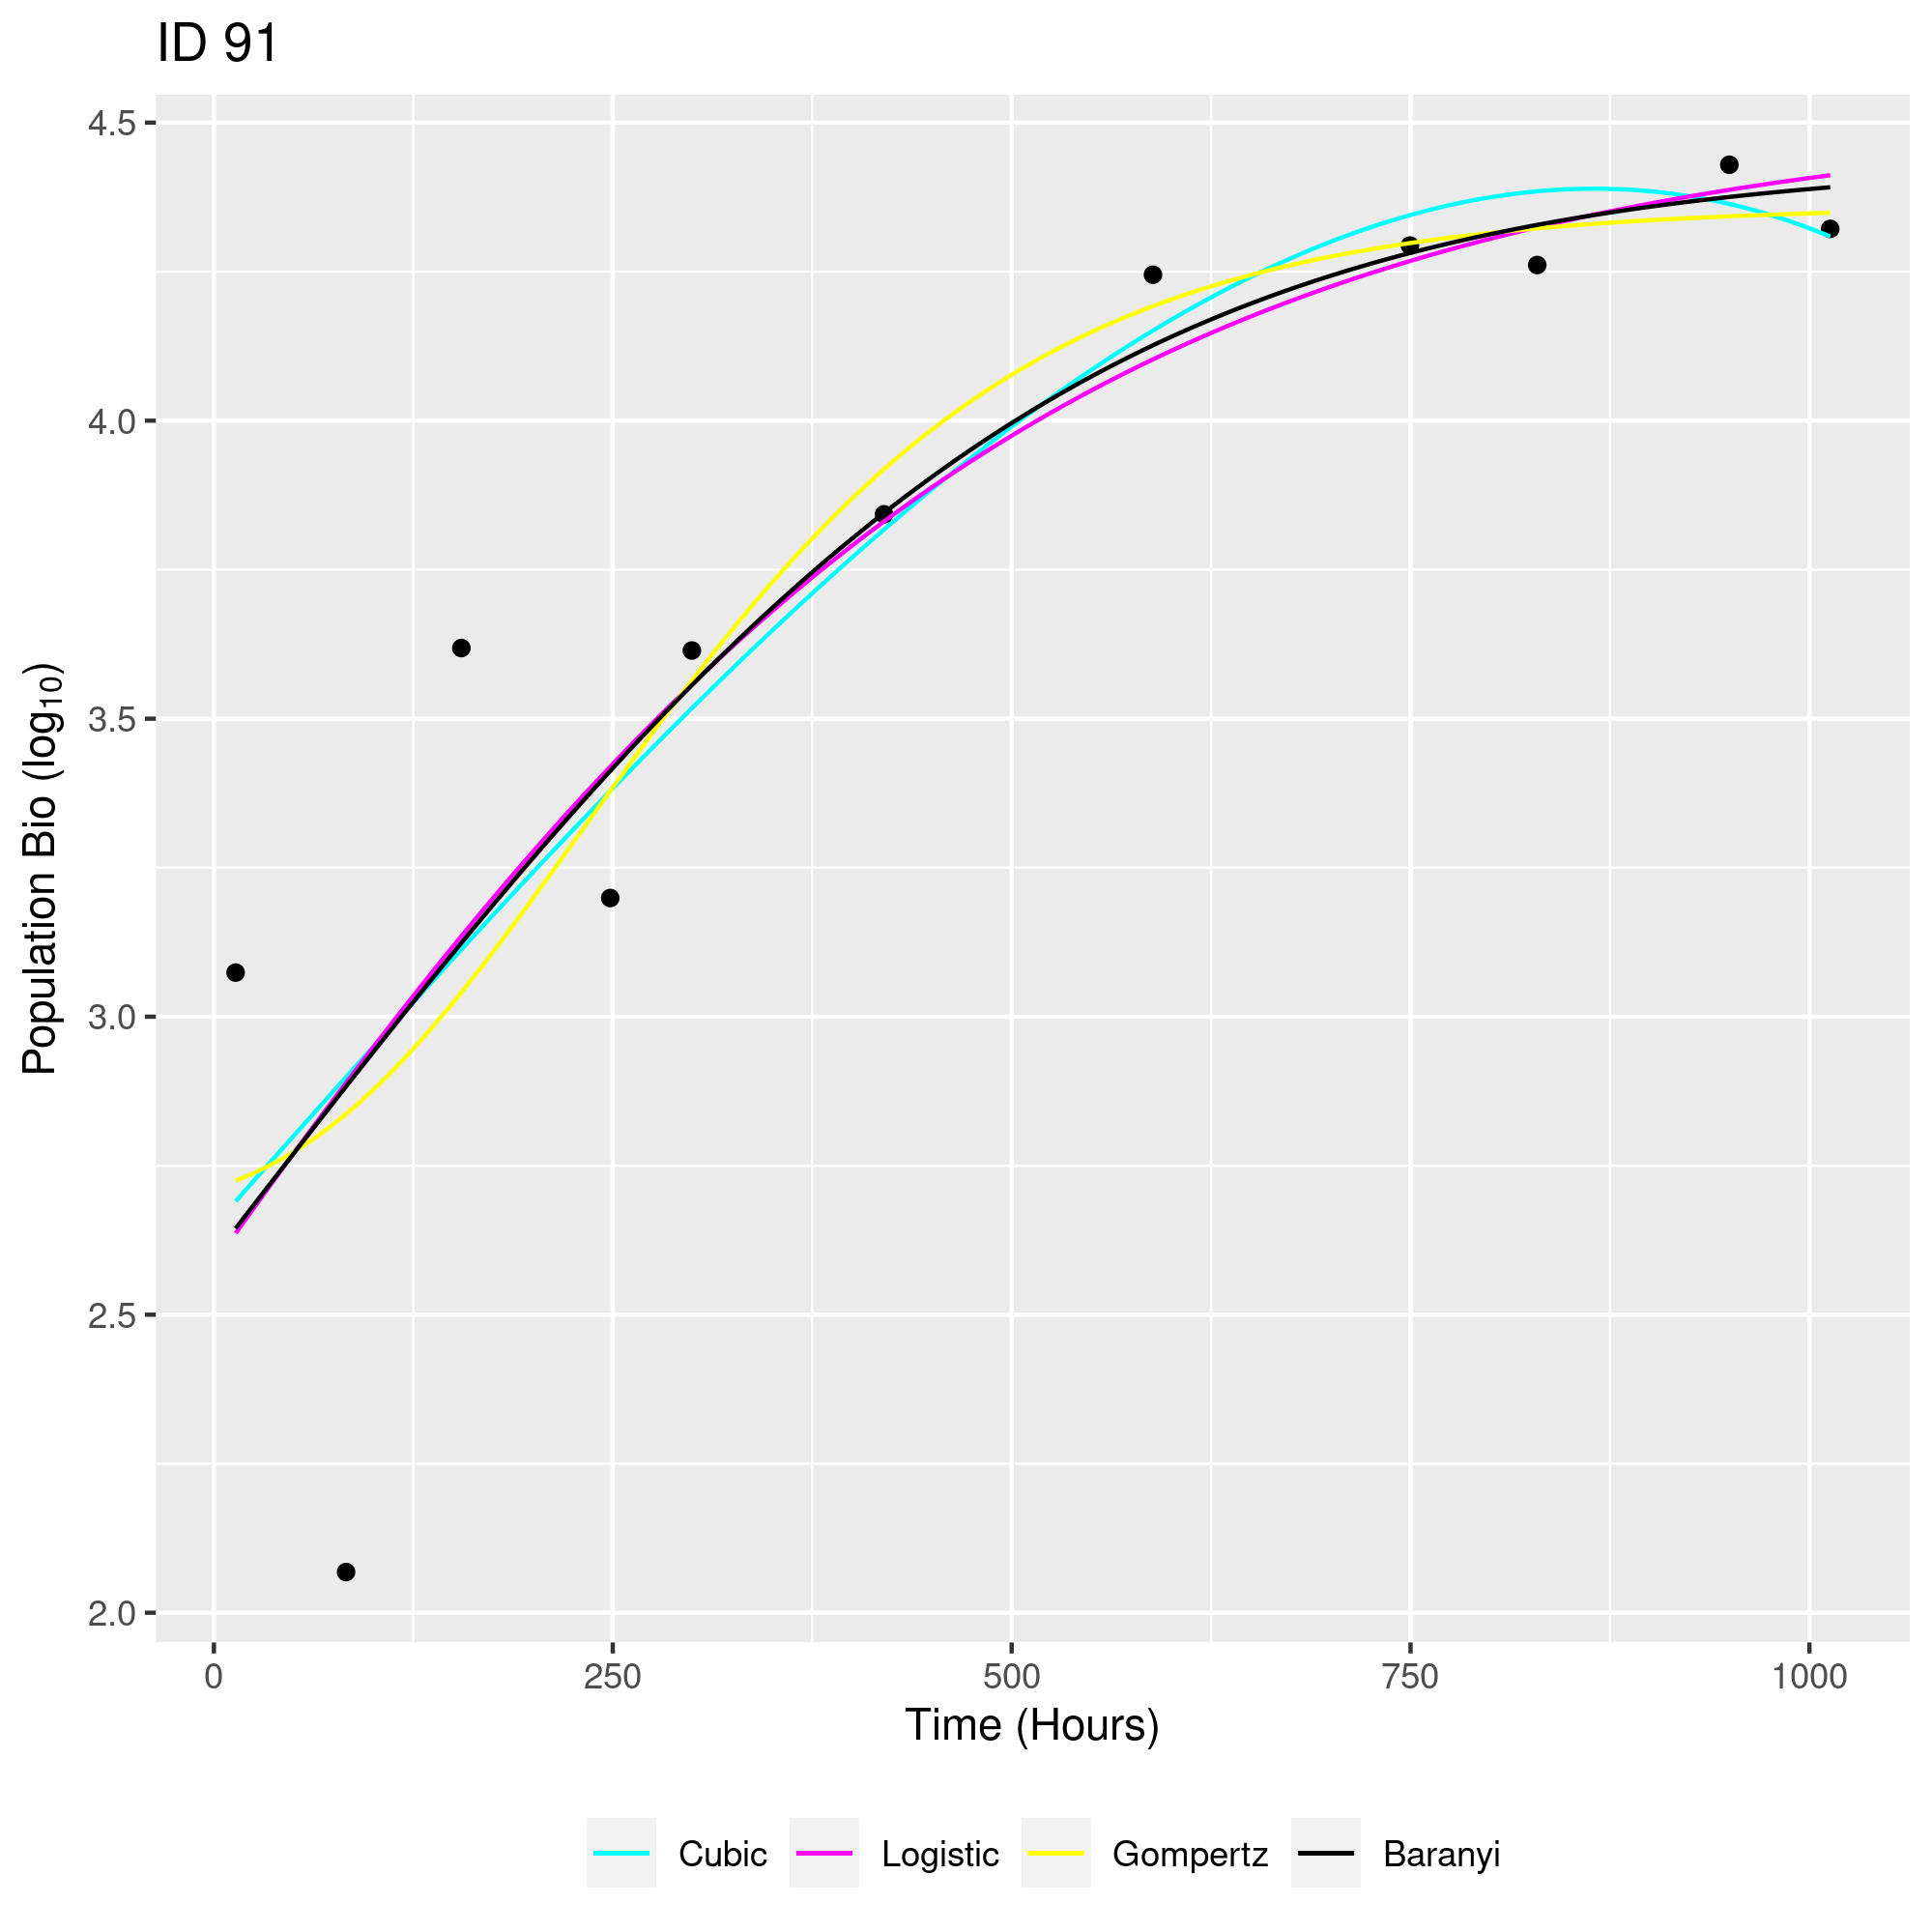 ID 91
4.5
4.0
3.5
3.0
2.5
2.0
Population Bio (log₁₀)
0 250 500 750 1000
Time (Hours)
Cubic Logistic Gompertz Baranyi